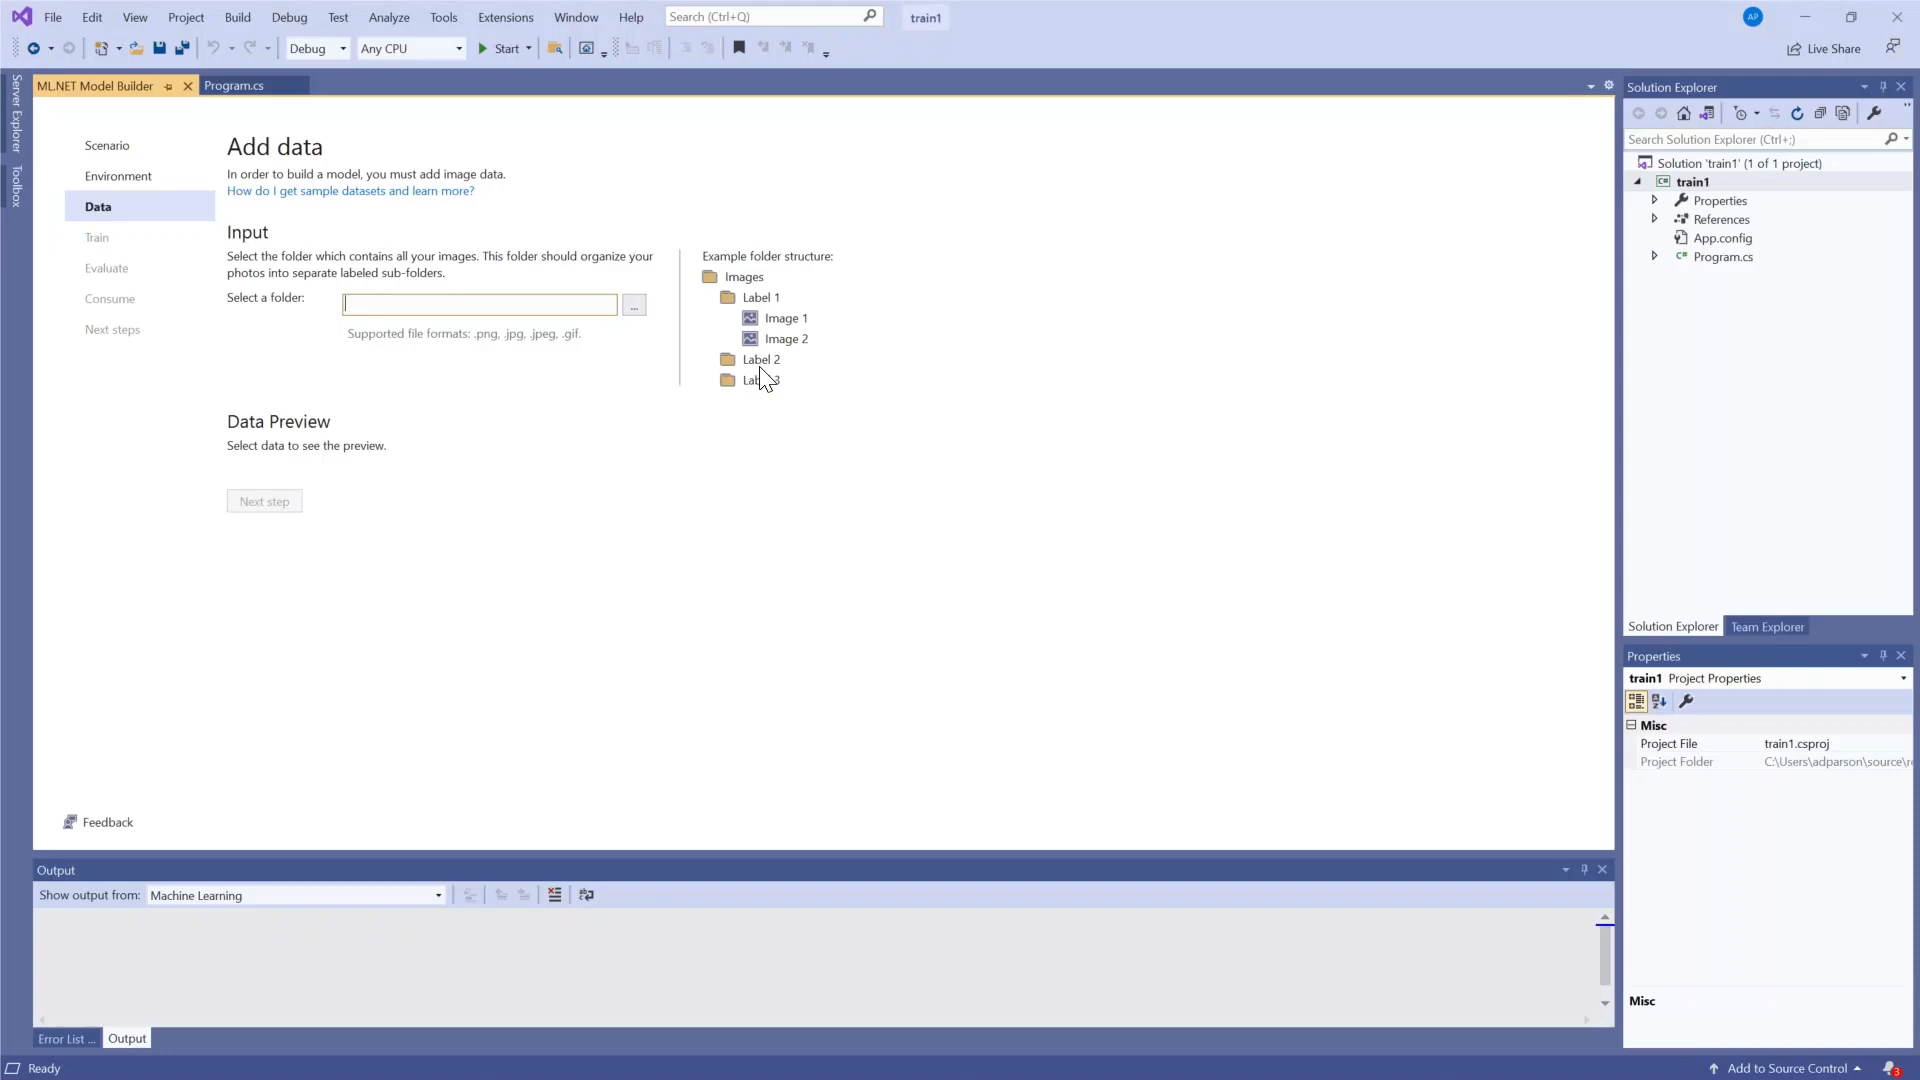 File Edit View Project Build Debug Test Analyze Tools Extensions Window Help Search (Ctrl+Q) train1
AP
Debug Any CPU Start Live Share
Server Explorer
Toolbox
ML.NET Model Builder Program.cs
Scenario
Environment
Data
Train
Evaluate
Consume
Next steps
Add data
In order to build a model, you must add image data.
How do I get sample datasets and learn more?
Input
Select the folder which contains all your images. This folder should organize your
photos into separate labeled sub-folders.
Select a folder:
...
Supported file formats: .png, .jpg, .jpeg, .gif.
Example folder structure:
Images
Label 1
Image 1
Image 2
Label 2
Data Preview
Select data to see the preview.
Next step
Feedback
Output
Show output from: Machine Learning
Error List ... Output
Solution Explorer
Search Solution Explorer (Ctrl+;)
Solution 'train1' (1 of 1 project)
C# train1
Properties
References
App.config
C# Program.cs
Solution Explorer Team Explorer
Properties
train1 Project Properties
Misc
Project File train1.csproj
Project Folder C:\Users\adparson\source\r
Misc
Ready
Add to Source Control 3